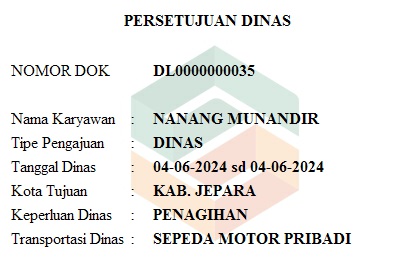 PERSETUJUAN DINAS
NOMOR DOK DL0000000035
Nama Karyawan : NANANG MUNANDIR
Tipe Pengajuan : DINAS
Tanggal Dinas : 04-06-2024 sd 04-06-2024
Kota Tujuan : KAB. JEPARA
Keperluan Dinas : PENAGIHAN
Transportasi Dinas : SEPEDA MOTOR PRIBADI